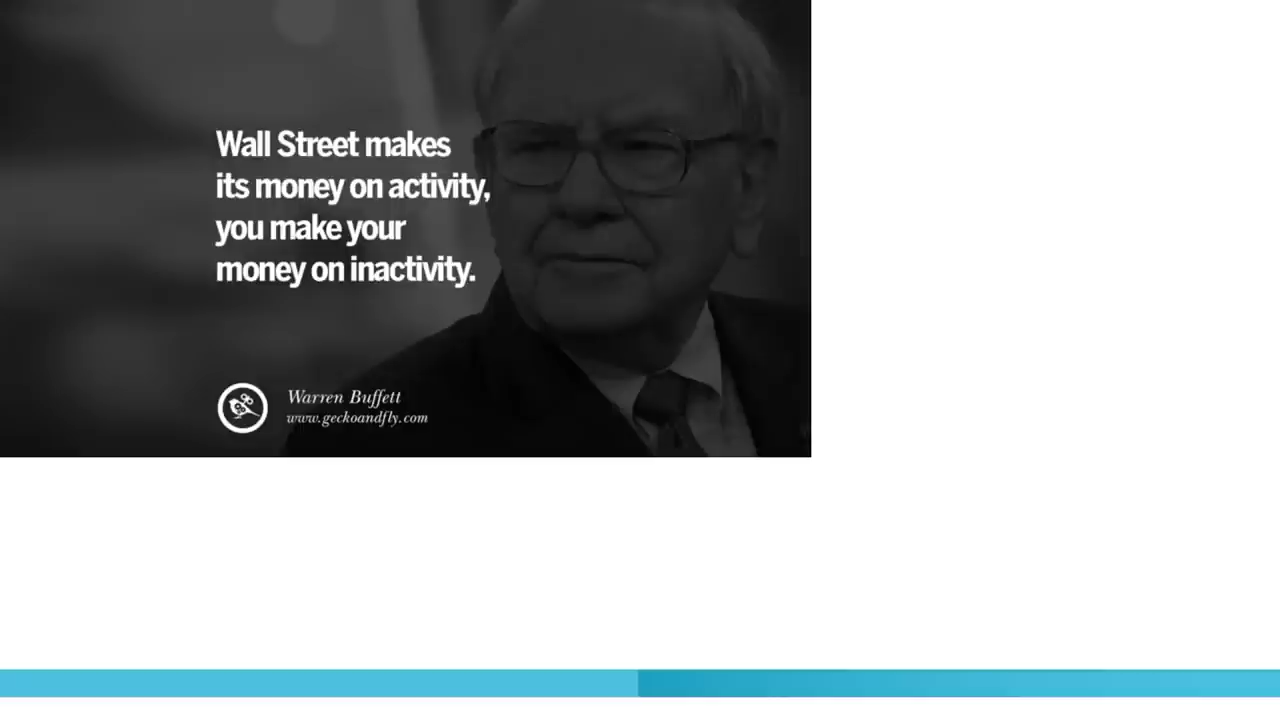 Wall Street makes
its money on activity,
you make your
money on inactivity.
Warren Buffett
www.geckoandfly.com